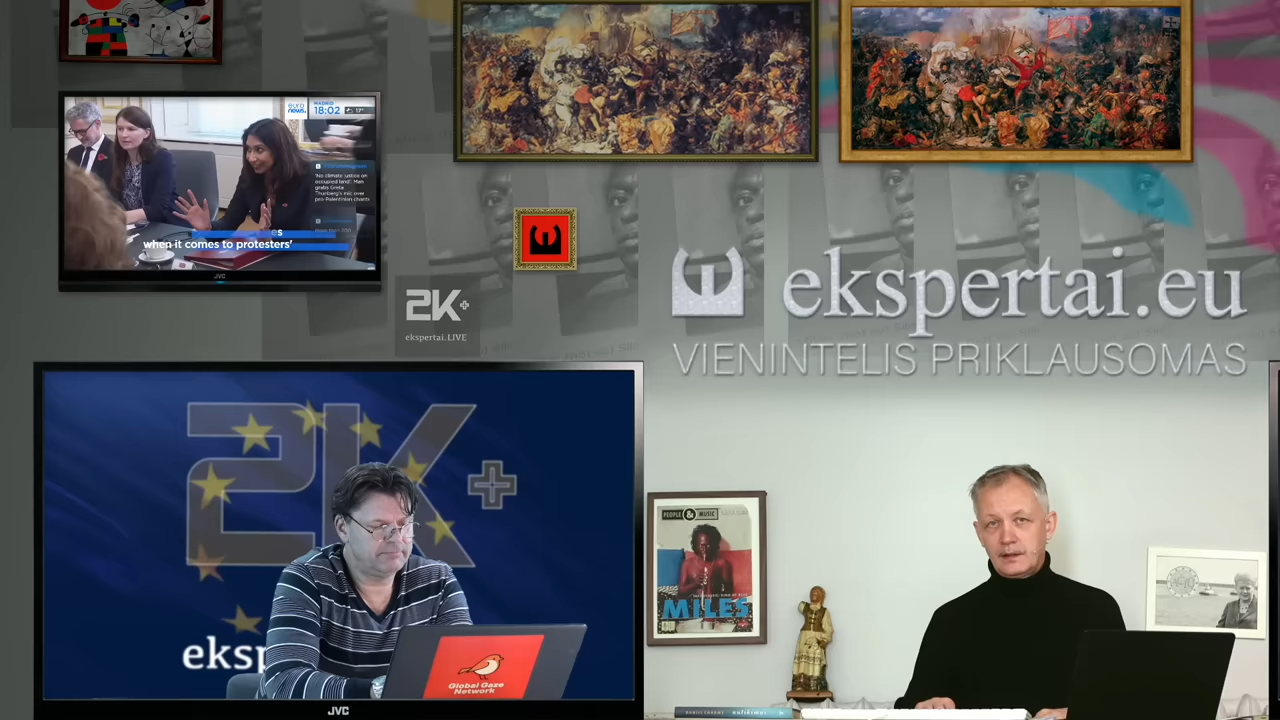 euro
news.
MADRID
18:02
17°
'No climate justice on
occupied land': Man
grabs Greta
Thunberg's mic over
pro-Palestinian chants
es
when it comes to protesters'
JVC
2K+
ekspertai.LIVE
ekspertai.eu
VIENINTELIS PRIKLAUSOMAS
2K+
eksp
Global Gaze
Network
JVC
PEOPLE & MUSIC
MILES